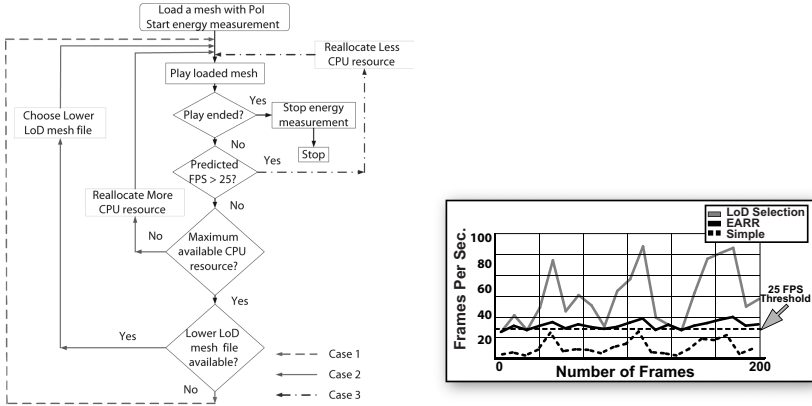 Load a mesh with PoI
Start energy measurement
Reallocate Less
CPU resource
Play loaded mesh
Choose Lower
LoD mesh file
Play ended?
Yes
Stop energy
measurement
No
Stop
Predicted
FPS > 25?
Yes
Reallocate More
CPU resource
No
No
Maximum
available CPU
resource?
Yes
Yes
Lower LoD
mesh file
available?
No
Case 1
Case 2
Case 3
LoD Selection
EARR
Simple
Frames Per Sec.
100
80
60
40
20
25 FPS
Threshold
0
200
Number of Frames